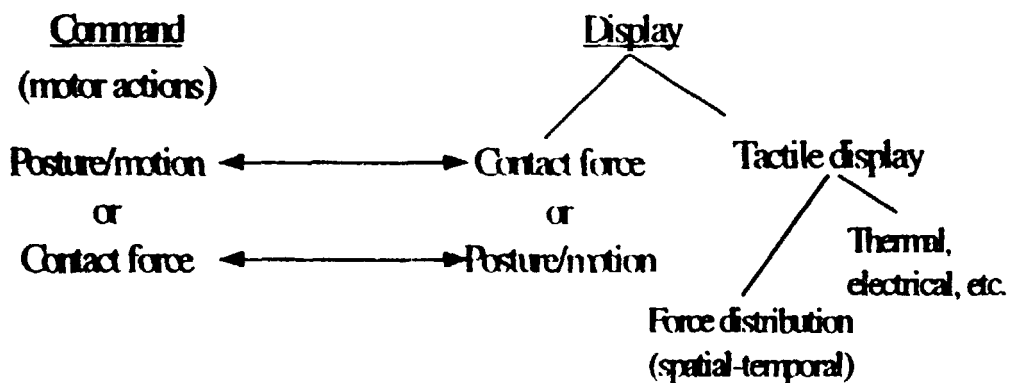 Command
Display
(motor actions)
Posture/motion
Contact force
Tactile display
or
or
Contact force
Posture/motion
Thermal,
electrical, etc.
Force distribution
(spatial-temporal)